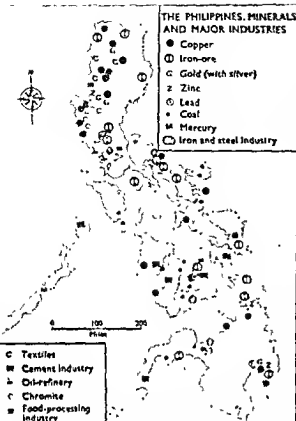 THE PHILIPPINES. MINERALS
AND MAJOR INDUSTRIES
Copper
Iron-ore
G Gold (with silver)
Z Zinc
Lead
Coal
Mercury
Iron and steel industry
N
0 100 200
Miles
C Textiles
Cement industry
Oil-refinery
c Chromite
Food-processing
industry